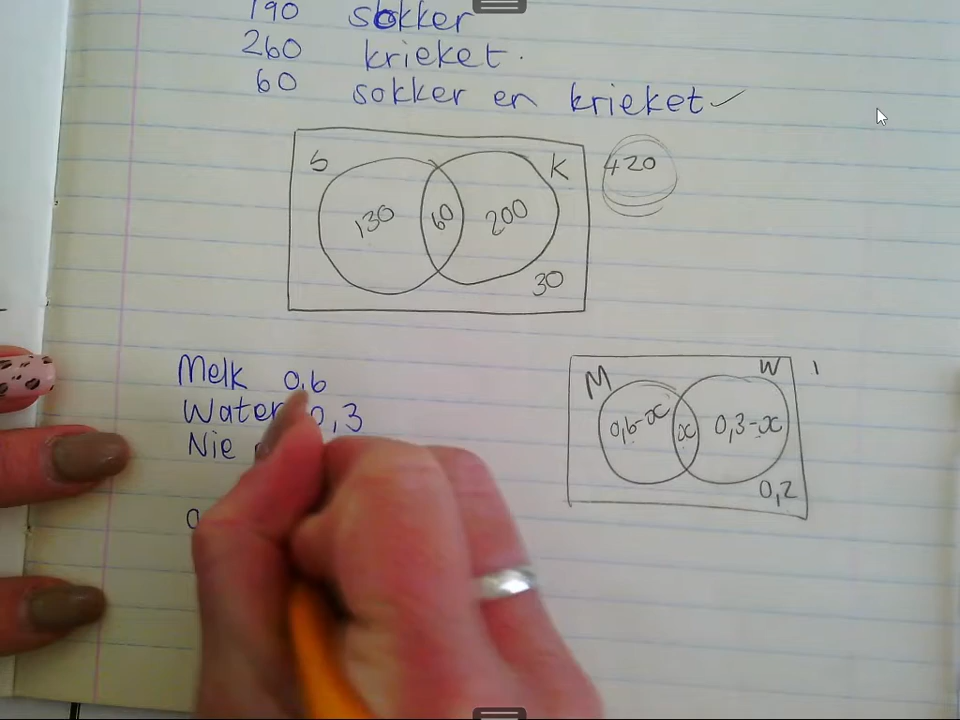 190 sokker
260 krieket.
60 sokker en krieket ✓
S K 420
130 60 200
30
Melk 0,6
Water 0,3
Nie
M W 1
0,6-x x 0,3-x
0,2